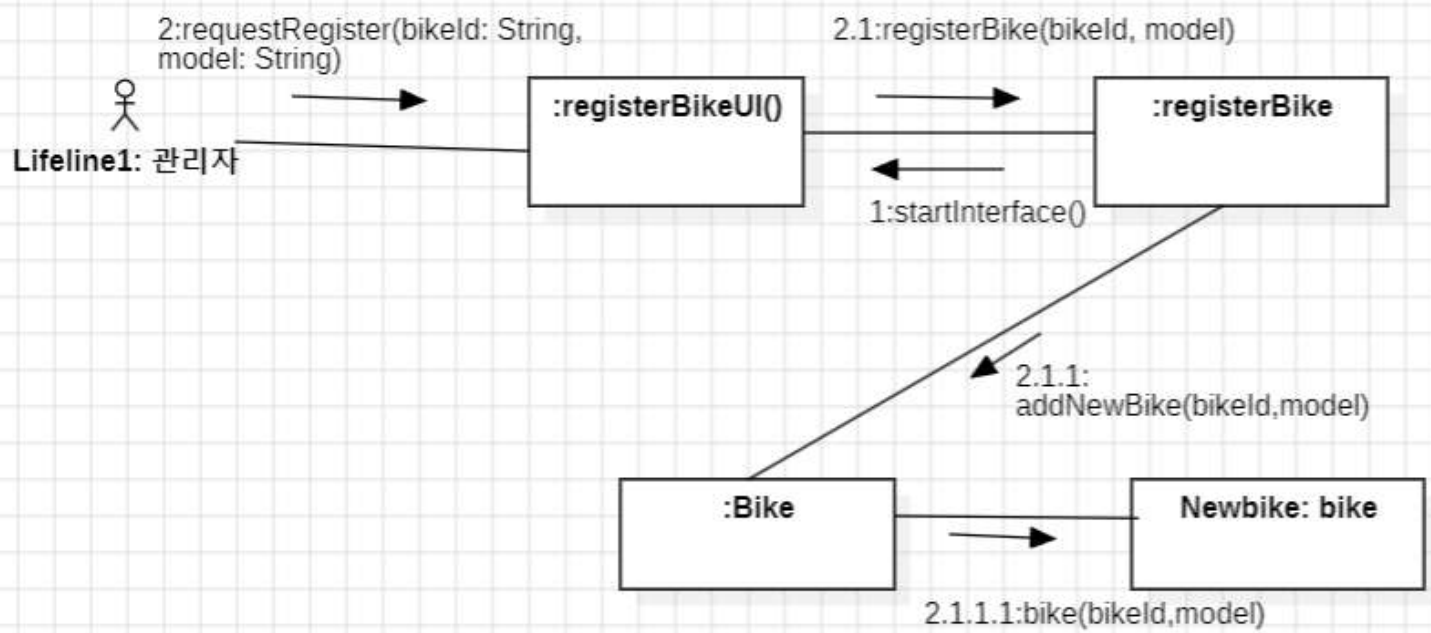 2:requestRegister(bikeId: String,
model: String)
2.1:registerBike(bikeId, model)
:registerBikeUI()
:registerBike
Lifeline1: 관리자
1:startInterface()
2.1.1:
addNewBike(bikeId,model)
:Bike
Newbike: bike
2.1.1.1:bike(bikeId,model)